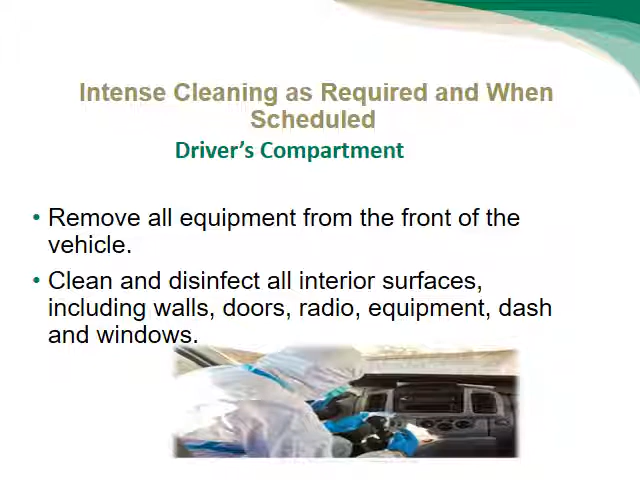 Intense Cleaning as Required and When
Scheduled
Driver’s Compartment
• Remove all equipment from the front of the
vehicle.
• Clean and disinfect all interior surfaces,
including walls, doors, radio, equipment, dash
and windows.